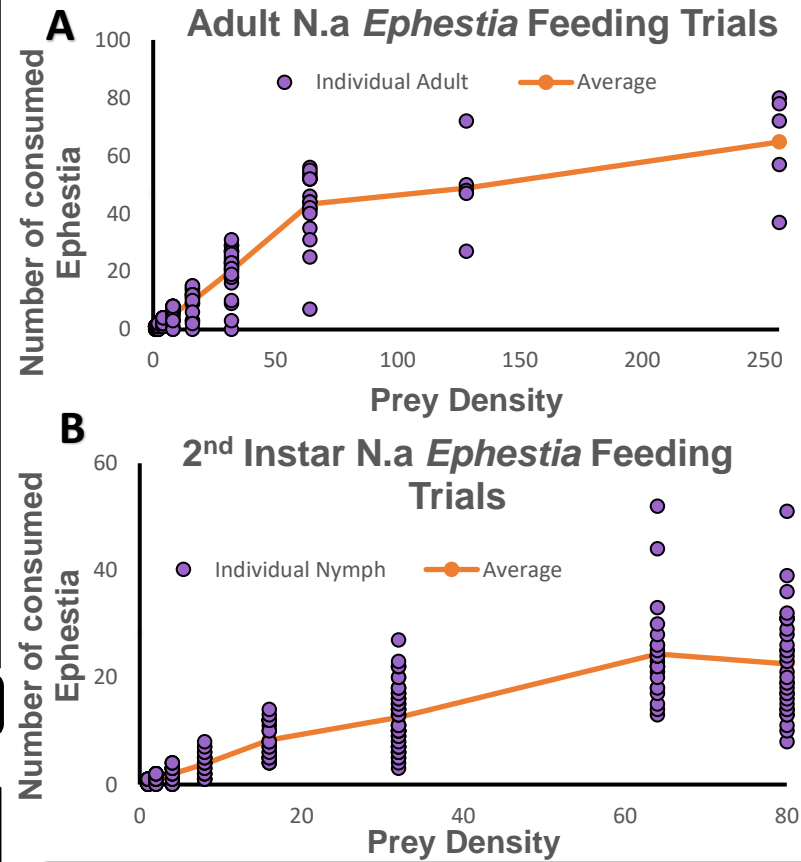 A
Adult N.a Ephestia Feeding Trials
Individual Adult
Average
Number of consumed
Ephestia
100
80
60
40
20
0
0 50 100 150 200 250
Prey Density
B
2nd Instar N.a Ephestia Feeding
Trials
Individual Nymph
Average
Number of consumed
Ephestia
60
40
20
0
0 20 40 60 80
Prey Density